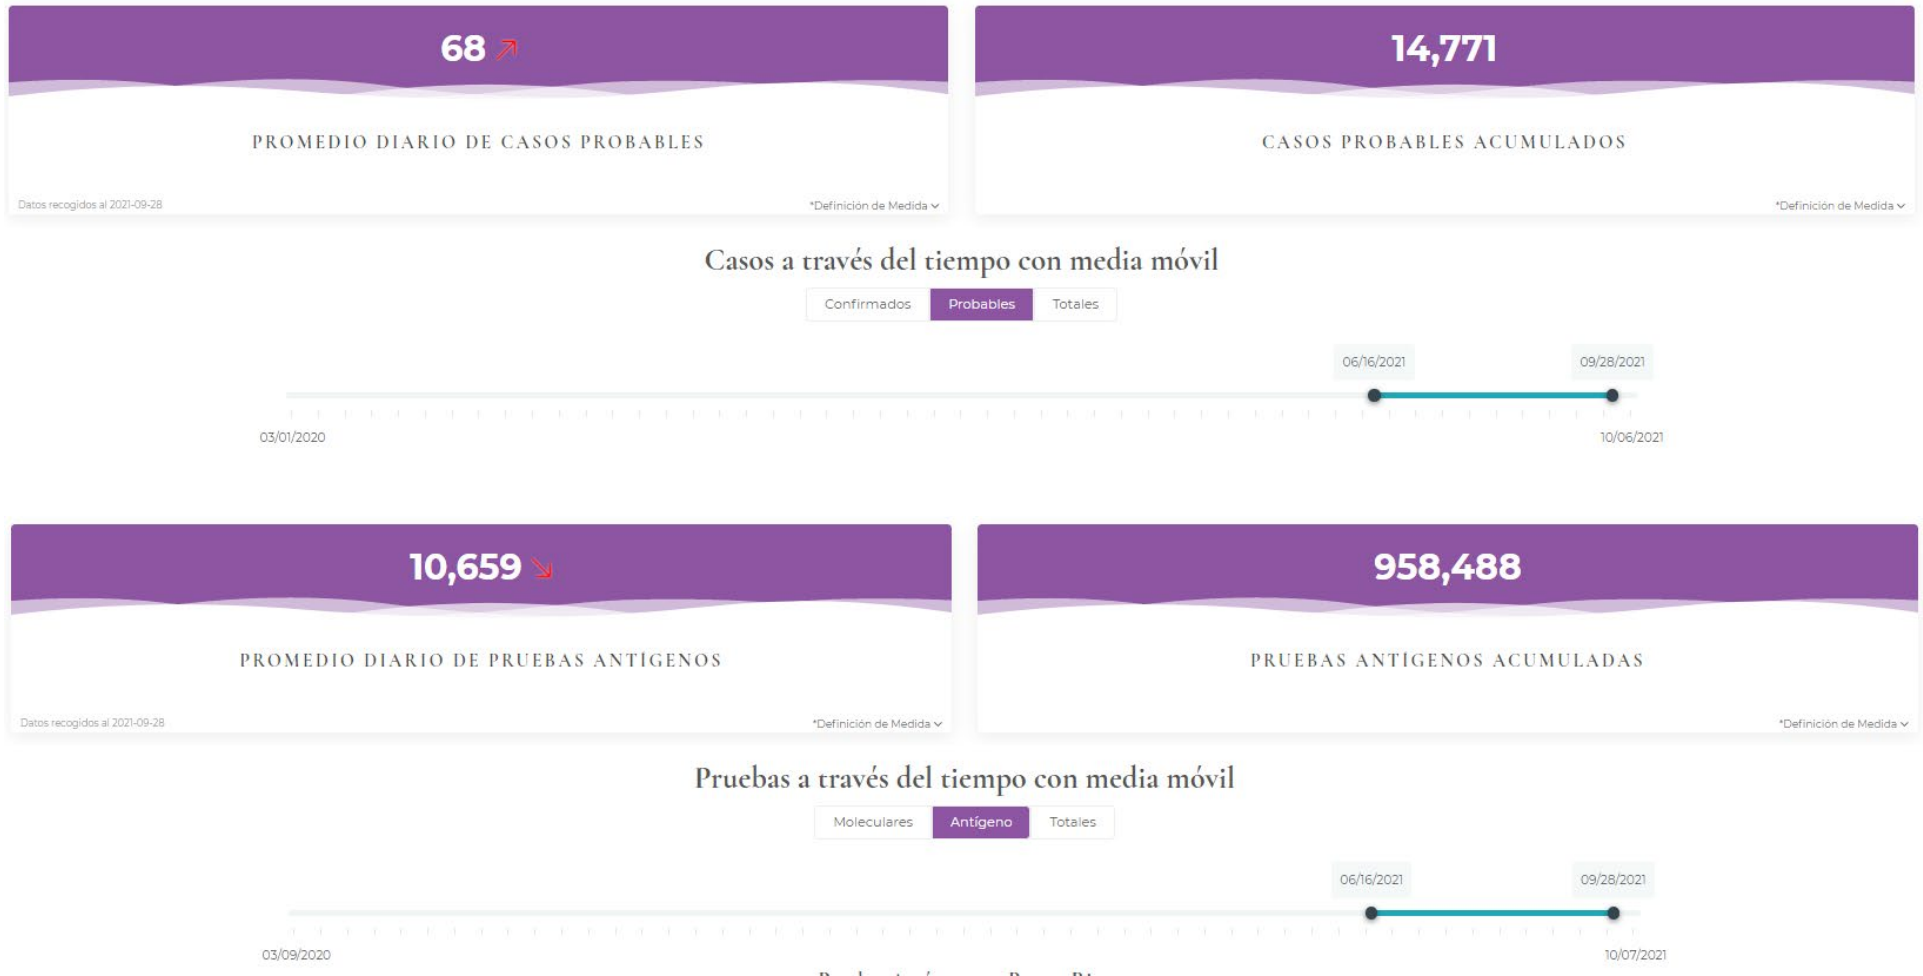 68
14,771
PROMEDIO DIARIO DE CASOS PROBABLES
CASOS PROBABLES ACUMULADOS
Datos recogidos al 2021-09-28
*Definición de Medida
*Definición de Medida
Casos a través del tiempo con media móvil
Confirmados Probables Totales
06/16/2021 09/28/2021
03/01/2020 10/06/2021
10,659
958,488
PROMEDIO DIARIO DE PRUEBAS ANTÍGENOS
PRUEBAS ANTÍGENOS ACUMULADAS
Datos recogidos al 2021-09-28
*Definición de Medida
*Definición de Medida
Pruebas a través del tiempo con media móvil
Moleculares Antígeno Totales
06/16/2021 09/28/2021
03/09/2020 10/07/2021